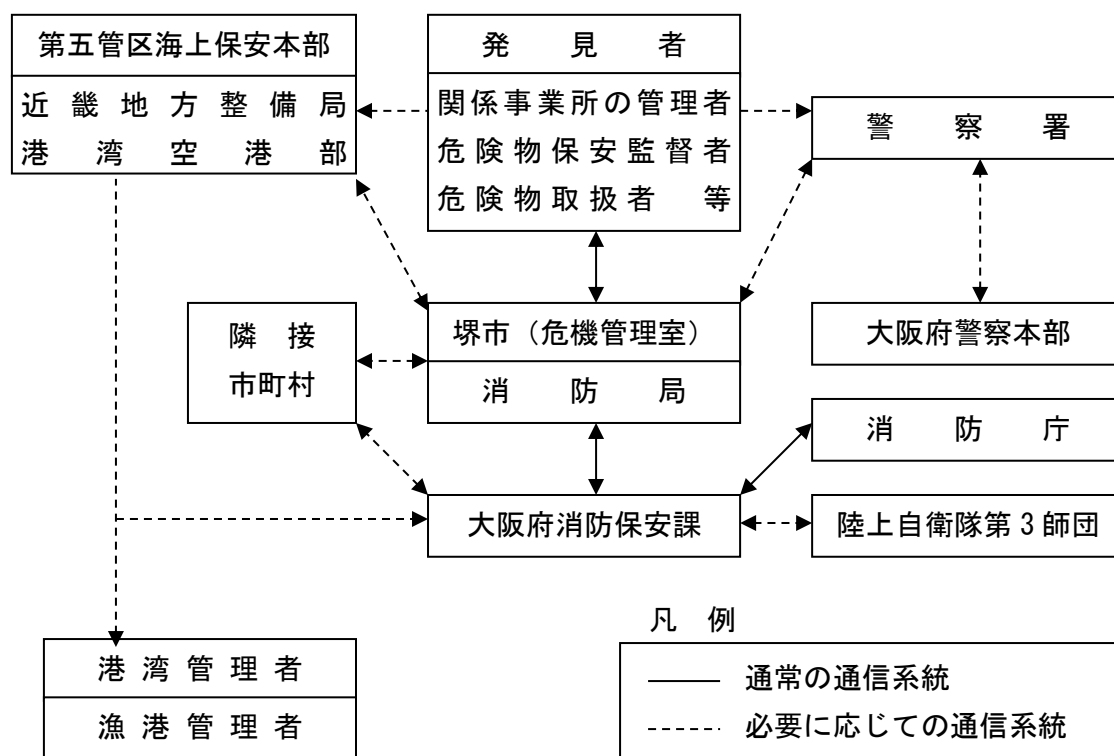 第五管区海上保安本部
近畿地方整備局
港湾空港部
発見者
関係事業所の管理者
危険物保安監督者
危険物取扱者 等
警察署
隣接
市町村
堺市（危機管理室）
消防局
大阪府警察本部
消防庁
大阪府消防保安課
陸上自衛隊第3師団
港湾管理者
漁港管理者
凡例
通常の通信系統
必要に応じての通信系統